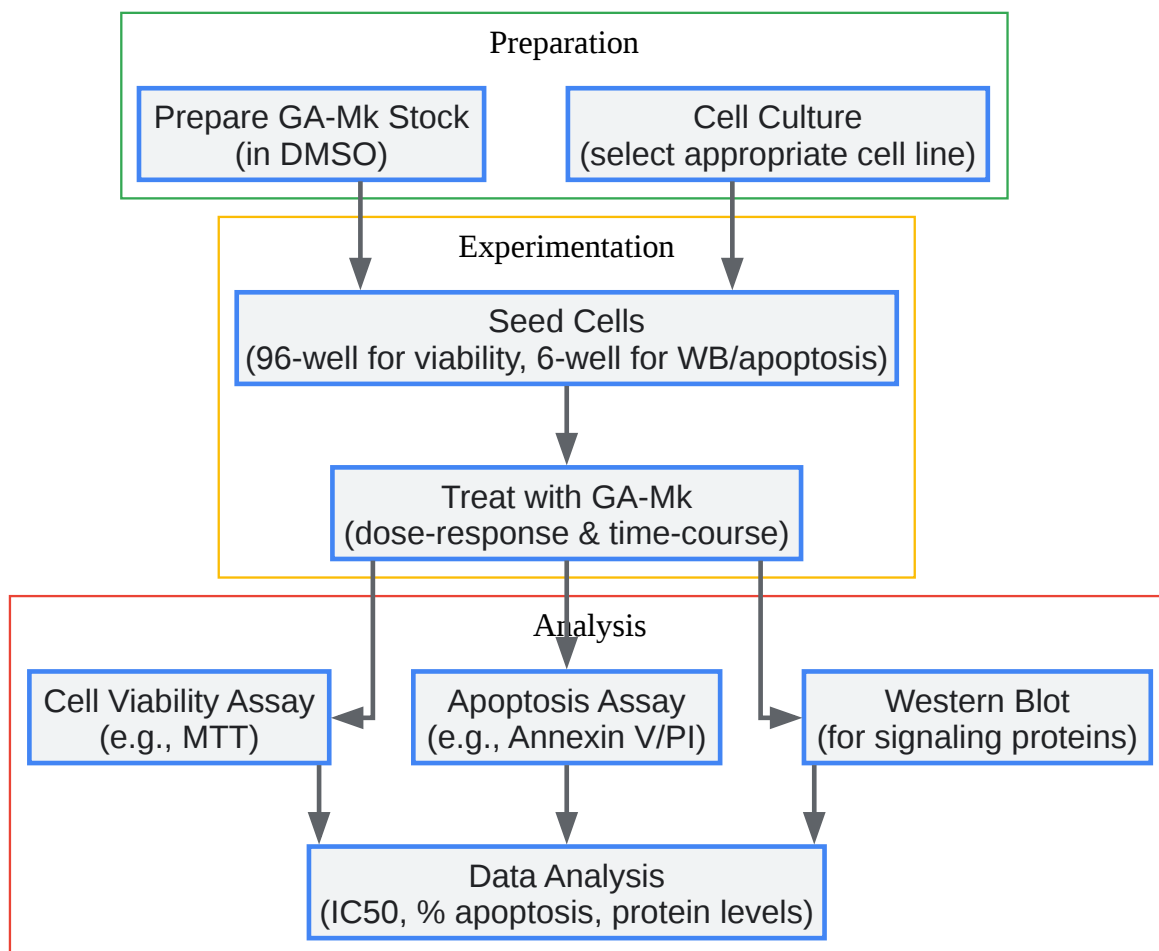 Preparation
Prepare GA-Mk Stock
(in DMSO)
Cell Culture
(select appropriate cell line)
Experimentation
Seed Cells
(96-well for viability, 6-well for WB/apoptosis)
Treat with GA-Mk
(dose-response & time-course)
Analysis
Cell Viability Assay
(e.g., MTT)
Apoptosis Assay
(e.g., Annexin V/PI)
Western Blot
(for signaling proteins)
Data Analysis
(IC50, % apoptosis, protein levels)